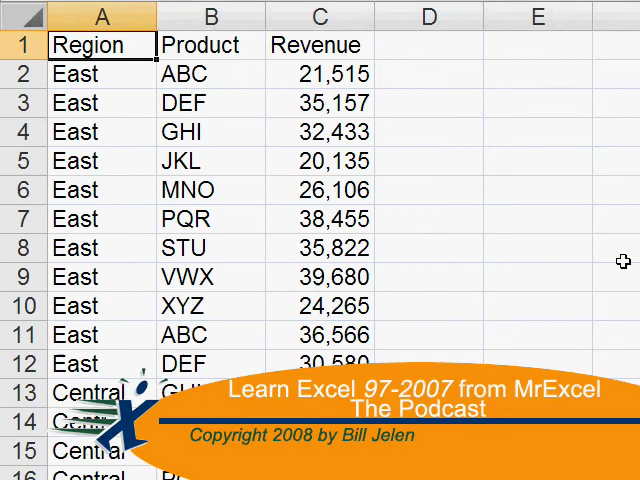 A B C D E
1 Region Product Revenue
2 East ABC 21,515
3 East DEF 35,157
4 East GHI 32,433
5 East JKL 20,135
6 East MNO 26,106
7 East PQR 38,455
8 East STU 35,822
9 East VWX 39,680
10 East XYZ 24,265
11 East ABC 36,566
12 East DEF 30,580
13 Central
14 Central
15 Central
16 Central
Learn Excel 97-2007 from MrExcel
The Podcast
Copyright 2008 by Bill Jelen